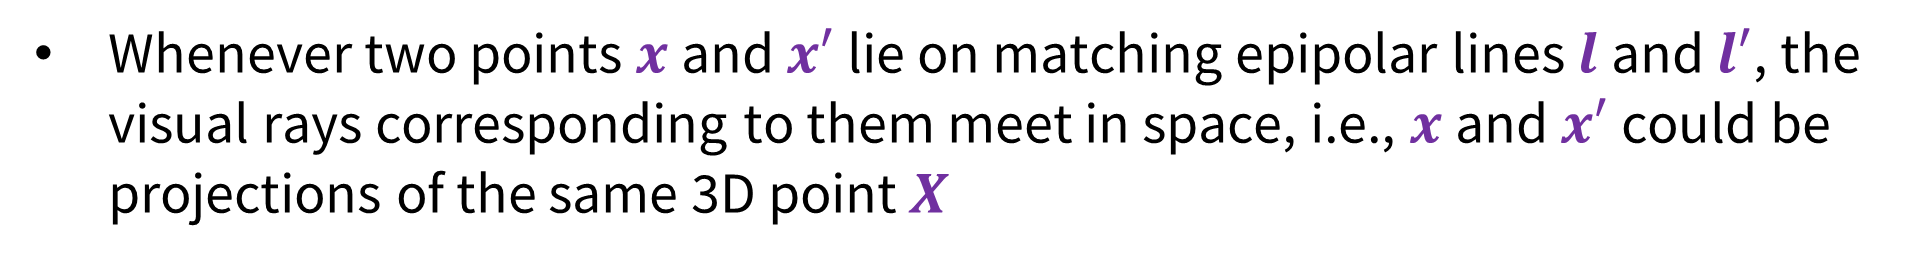 • Whenever two points x and x′ lie on matching epipolar lines l and l′, the
visual rays corresponding to them meet in space, i.e., x and x′ could be
projections of the same 3D point X